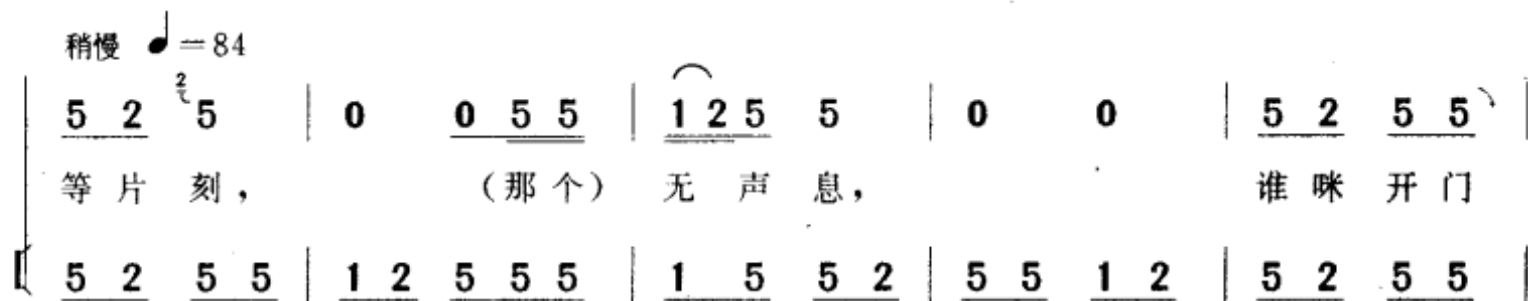 稍慢 ♩=84
5 2 ²5 | 0 0 5 5 | 1 2 5 5 | 0 0 | 5 2 5 5 |
等片刻，（那个）无声息，谁咪开门
5 2 5 5 | 1 2 5 5 5 | 1 5 5 2 | 5 5 1 2 | 5 2 5 5